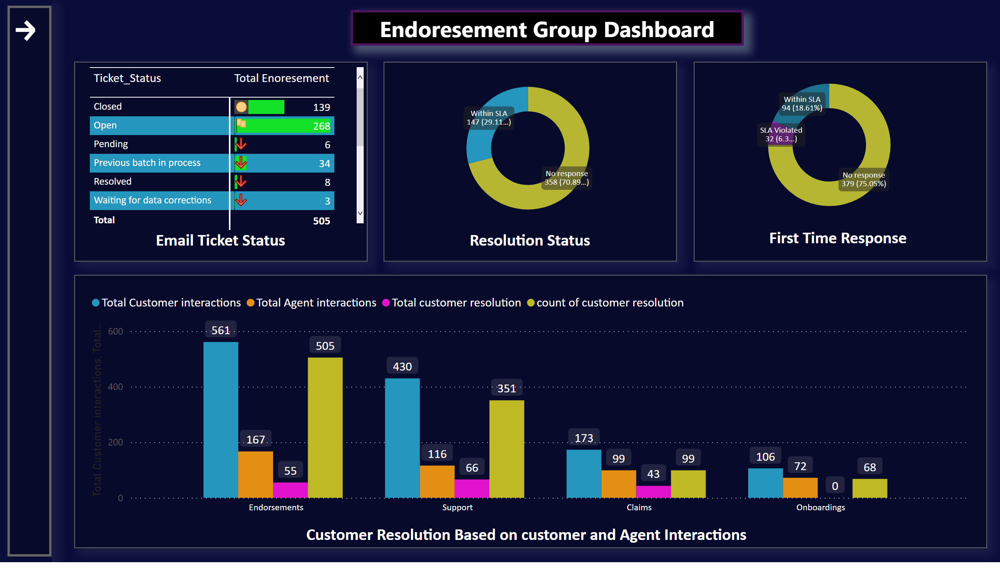 Endoresement Group Dashboard
Ticket_Status Total Enoresement
Closed 139
Open 268
Pending 6
Previous batch in process 34
Resolved 8
Waiting for data corrections 3
Total 505
Email Ticket Status
Within SLA
147 (29.11...)
No response
358 (70.89...)
Resolution Status
Within SLA
94 (18.61%)
SLA Violated
32 (6.3...)
No response
379 (75.05%)
First Time Response
Total Customer interactions Total Agent interactions Total customer resolution count of customer resolution
Total Customer interactions, Total...
600
400
200
0
561
167
55
505
430
116
66
351
173
99
43
99
106
72
0
68
Endorsements Support Claims Onboardings
Customer Resolution Based on customer and Agent Interactions